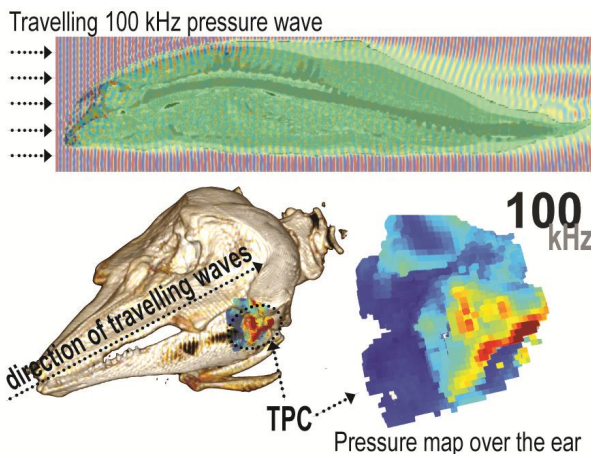 Travelling 100 kHz pressure wave
direction of travelling waves
100
kHz
TPC
Pressure map over the ear